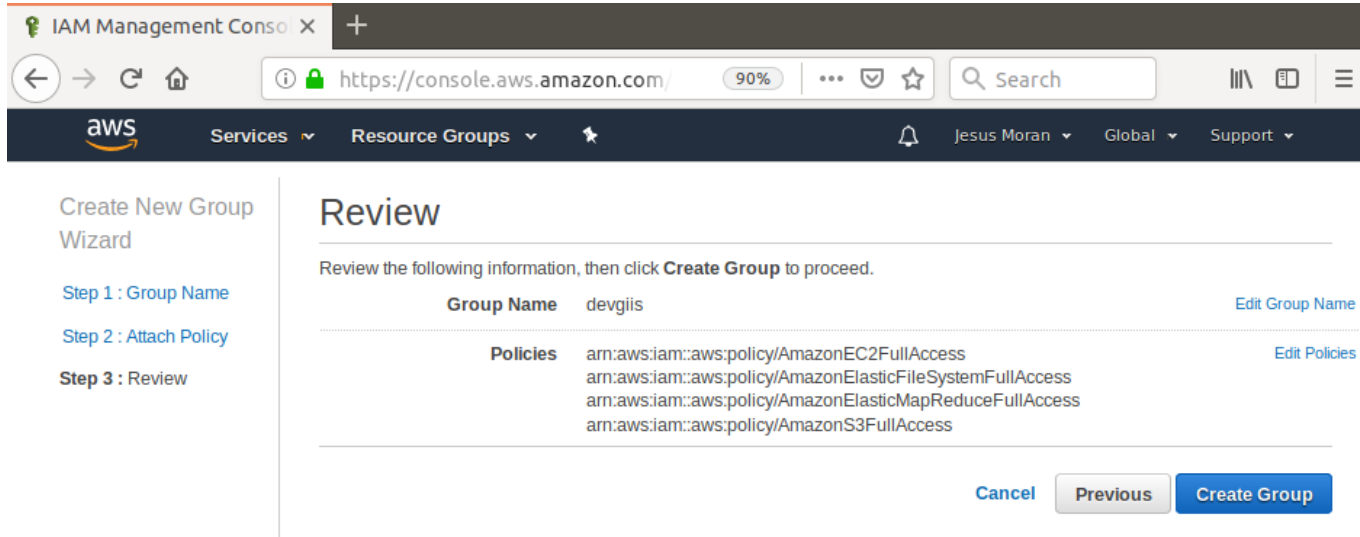 IAM Management Conso
https://console.aws.amazon.com/ 90% Search
aws Services Resource Groups Jesus Moran Global Support
Create New Group Wizard
Step 1 : Group Name
Step 2 : Attach Policy
Step 3 : Review
Review
Review the following information, then click Create Group to proceed.
Group Name devgiis Edit Group Name
Policies arn:aws:iam::aws:policy/AmazonEC2FullAccess Edit Policies
arn:aws:iam::aws:policy/AmazonElasticFileSystemFullAccess
arn:aws:iam::aws:policy/AmazonElasticMapReduceFullAccess
arn:aws:iam::aws:policy/AmazonS3FullAccess
Cancel Previous Create Group